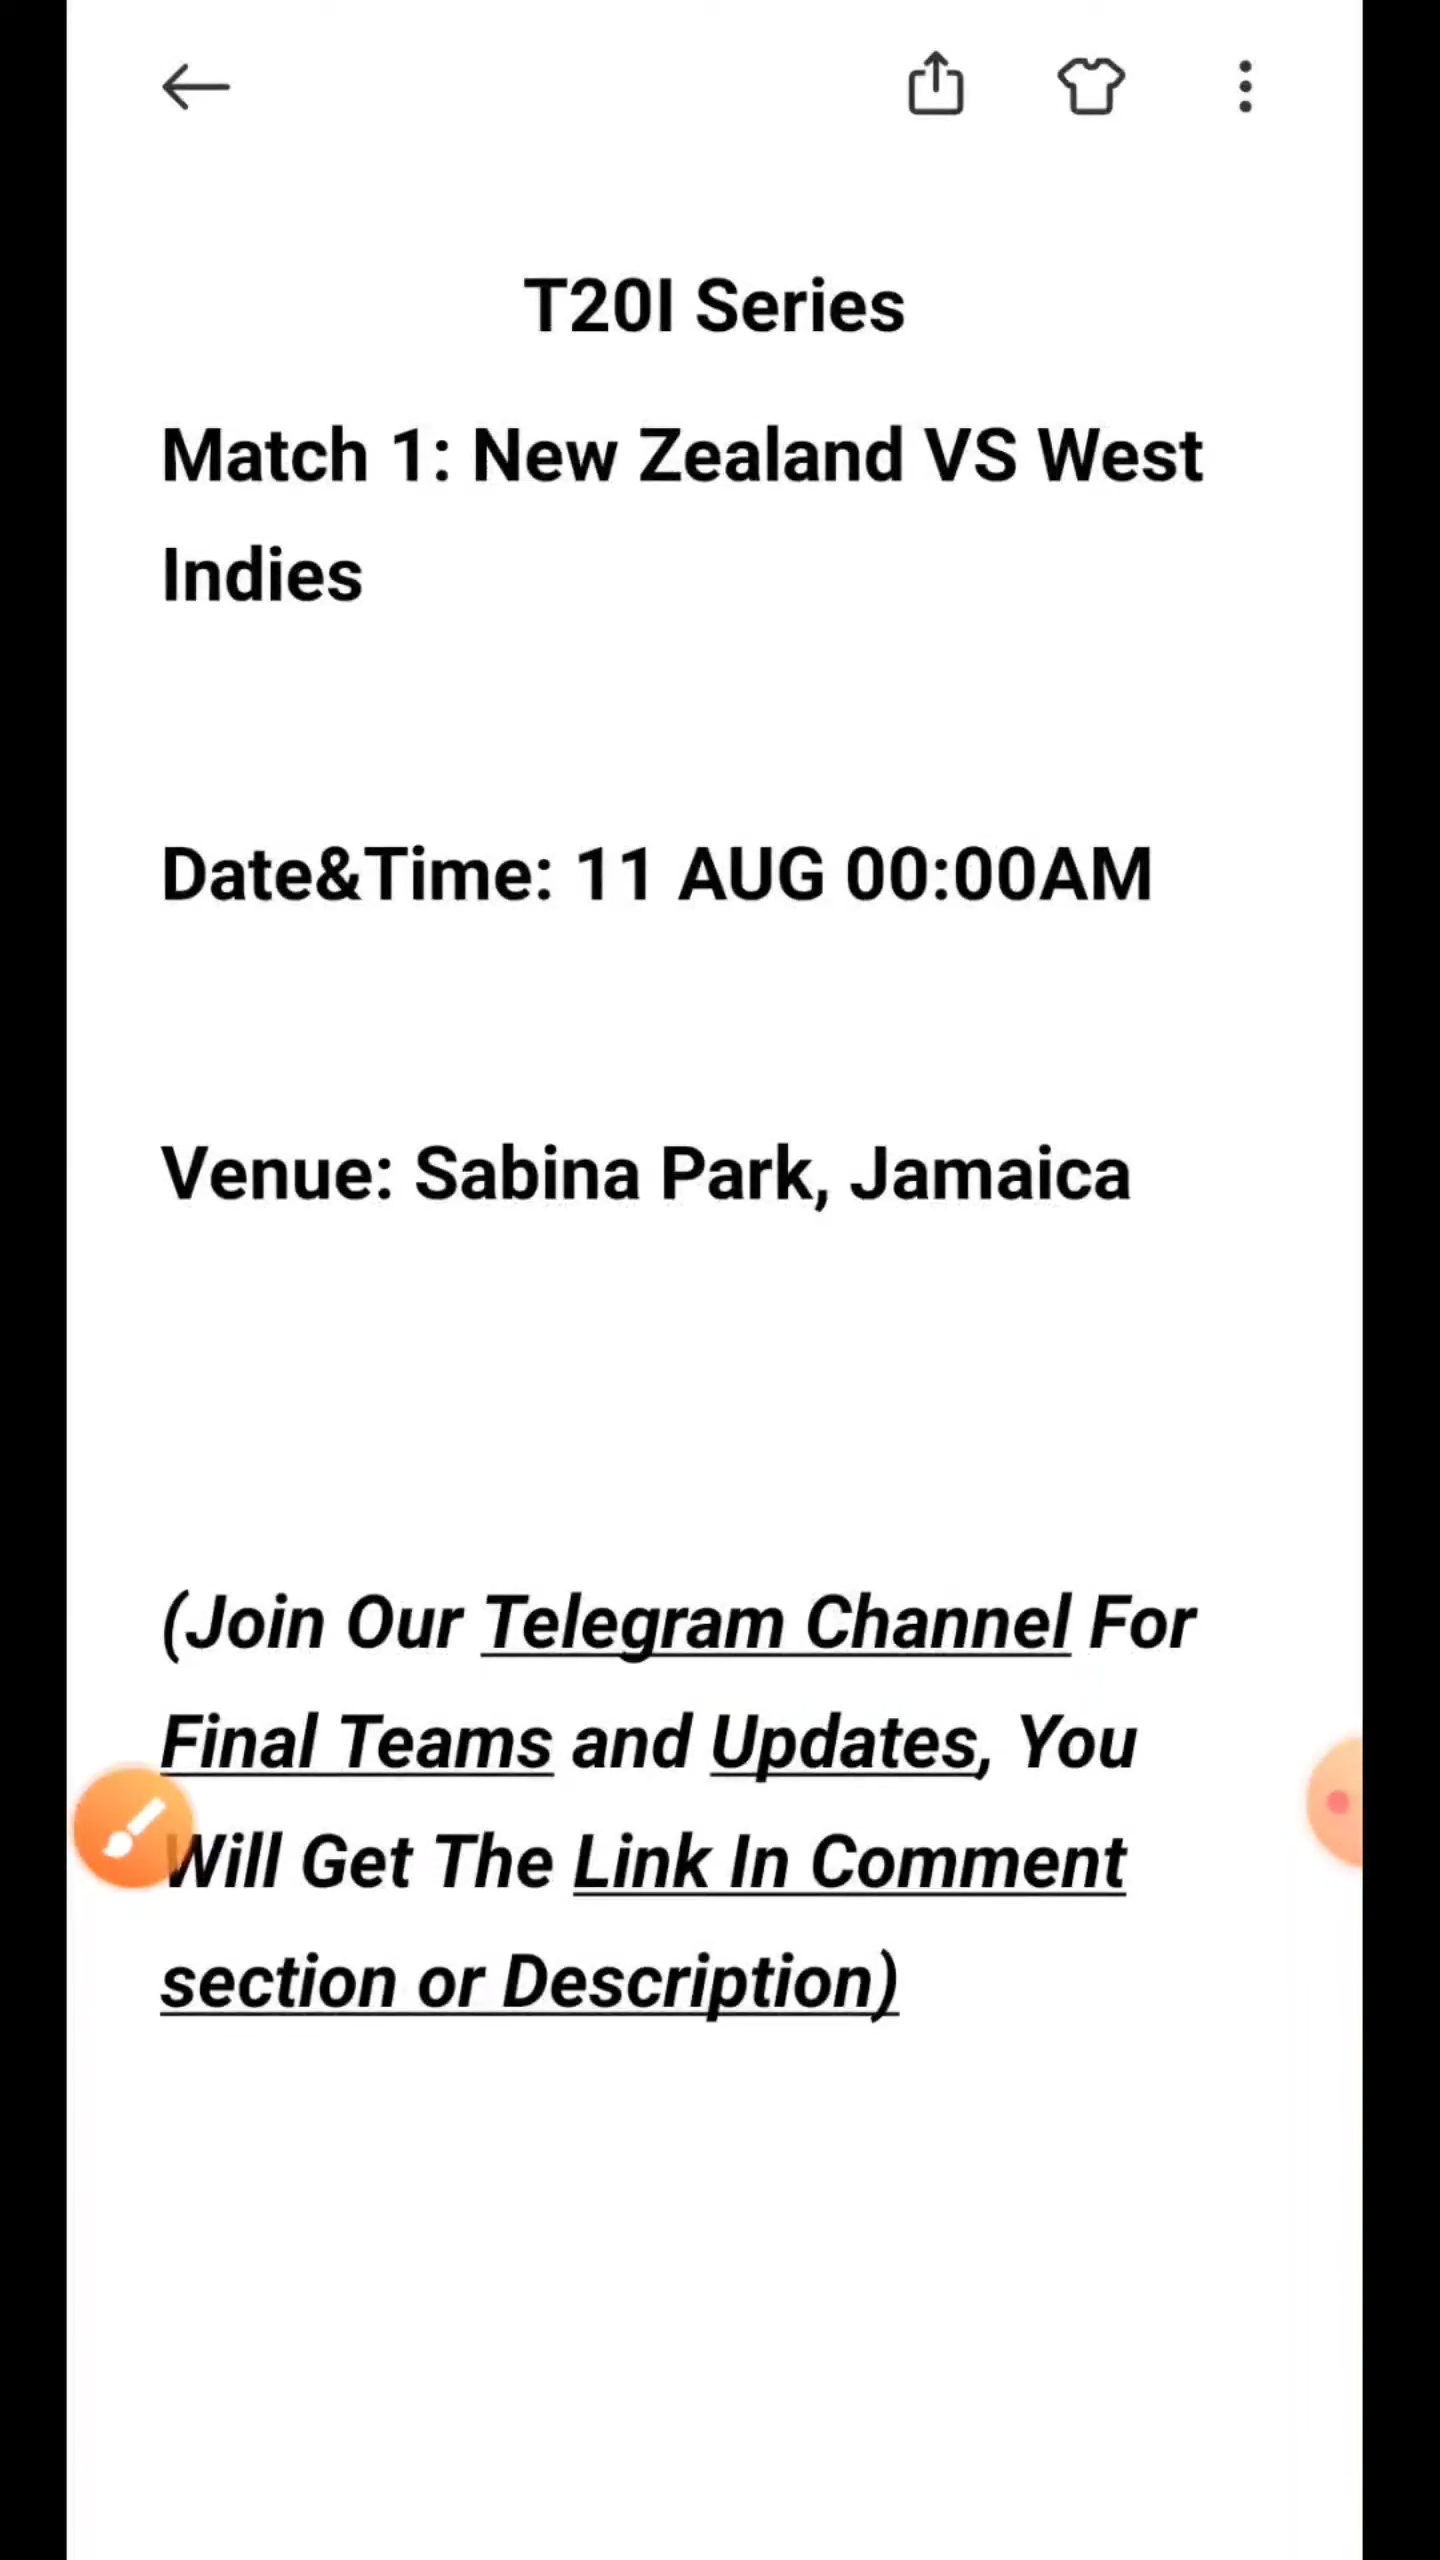 T20I Series
Match 1: New Zealand VS West
Indies
Date&Time: 11 AUG 00:00AM
Venue: Sabina Park, Jamaica
(Join Our Telegram Channel For
Final Teams and Updates, You
Will Get The Link In Comment
section or Description)